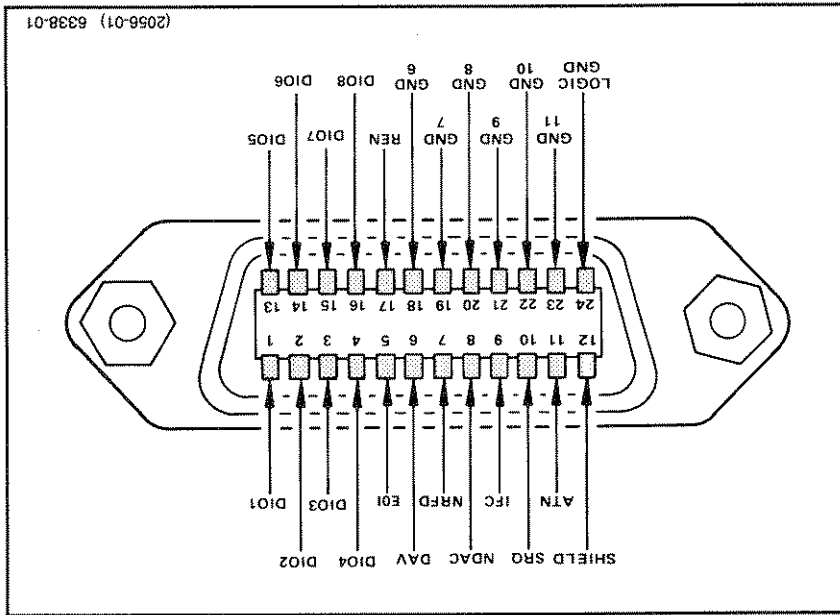 SHIELD SRQ NDAC DAV DIO4 DIO2
ATN IFC NRFD EOI DIO3 DIO1
12 11 10 9 8 7 6 5 4 3 2 1
24 23 22 21 20 19 18 17 16 15 14 13
GND GND GND REN DIO7 DIO5
11 9 7
LOGIC GND GND GND DIO8 DIO6
GND 10 8 6
(2056-01) 6338-01